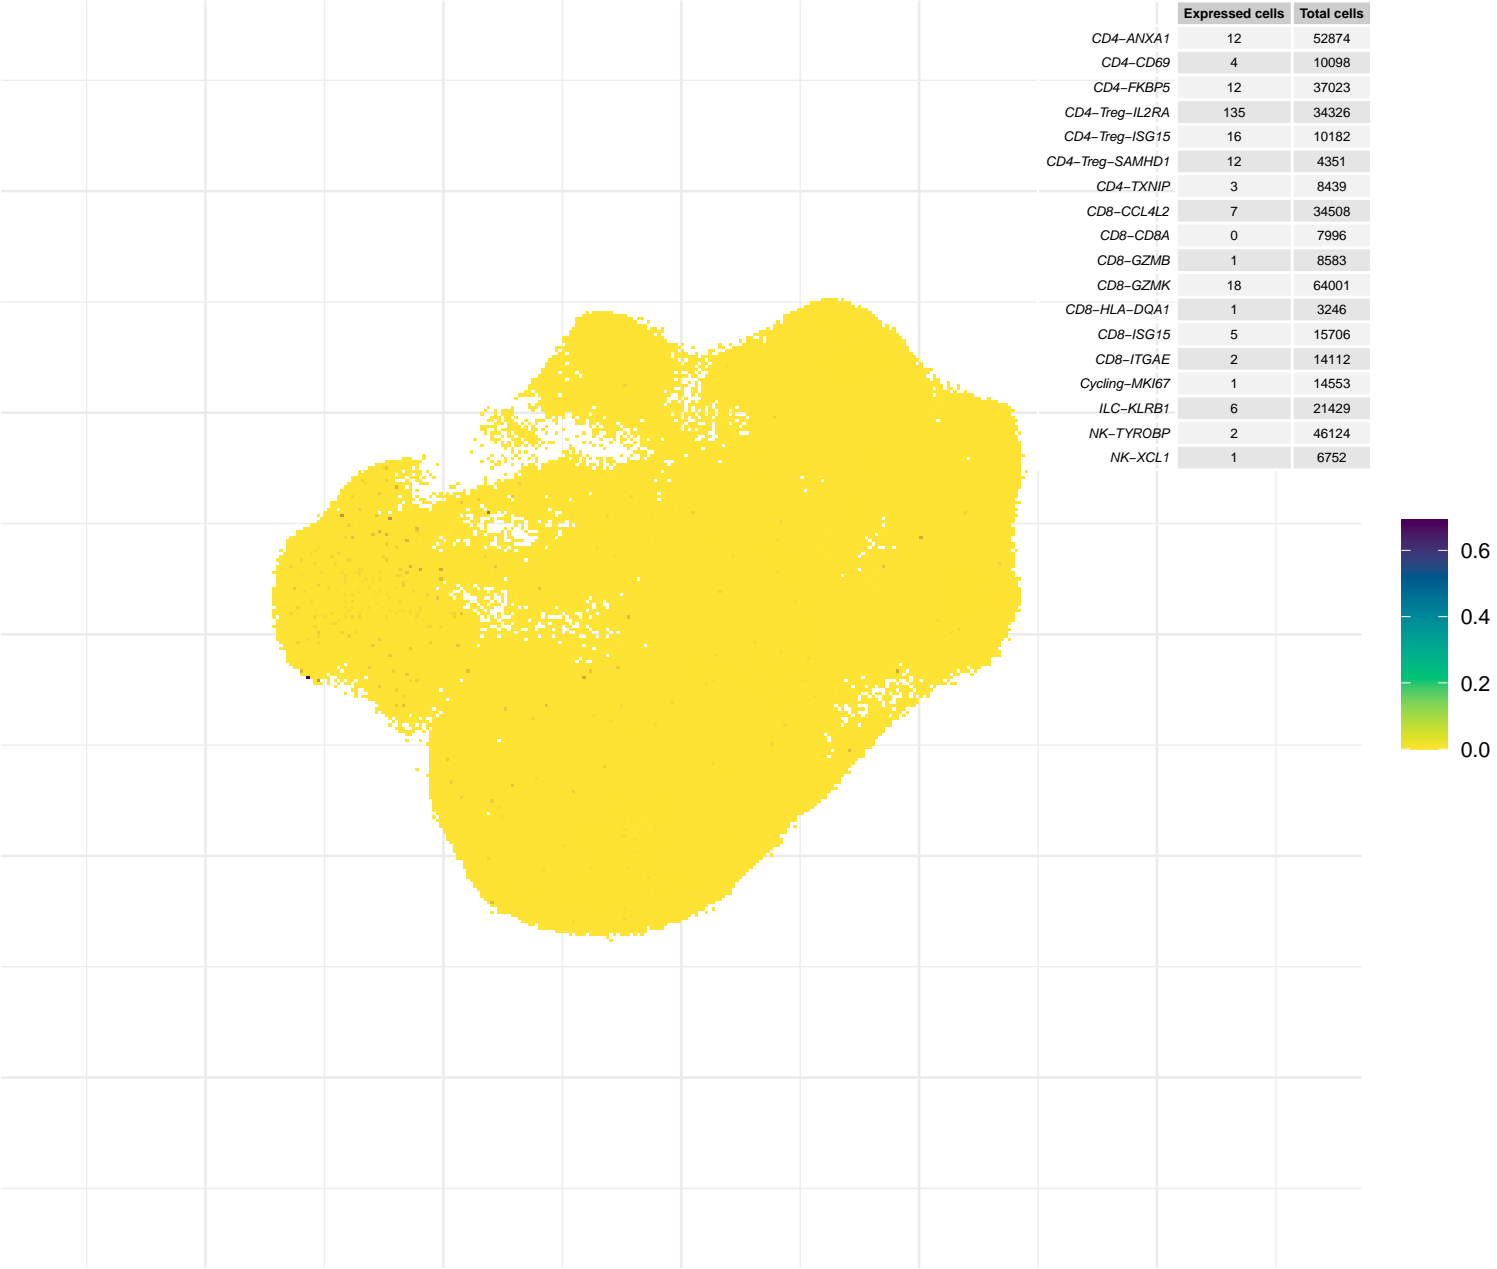 Expressed cells Total cells
CD4−ANXA1 12 52874
CD4−CD69 4 10098
CD4−FKBP5 12 37023
CD4−Treg−IL2RA 135 34326
CD4−Treg−ISG15 16 10182
CD4−Treg−SAMHD1 12 4351
CD4−TXNIP 3 8439
CD8−CCL4L2 7 34508
CD8−CD8A 0 7996
CD8−GZMB 1 8583
CD8−GZMK 18 64001
CD8−HLA−DQA1 1 3246
CD8−ISG15 5 15706
CD8−ITGAE 2 14112
Cycling−MKI67 1 14553
ILC−KLRB1 6 21429
NK−TYROBP 2 46124
NK−XCL1 1 6752
0.6
0.4
0.2
0.0